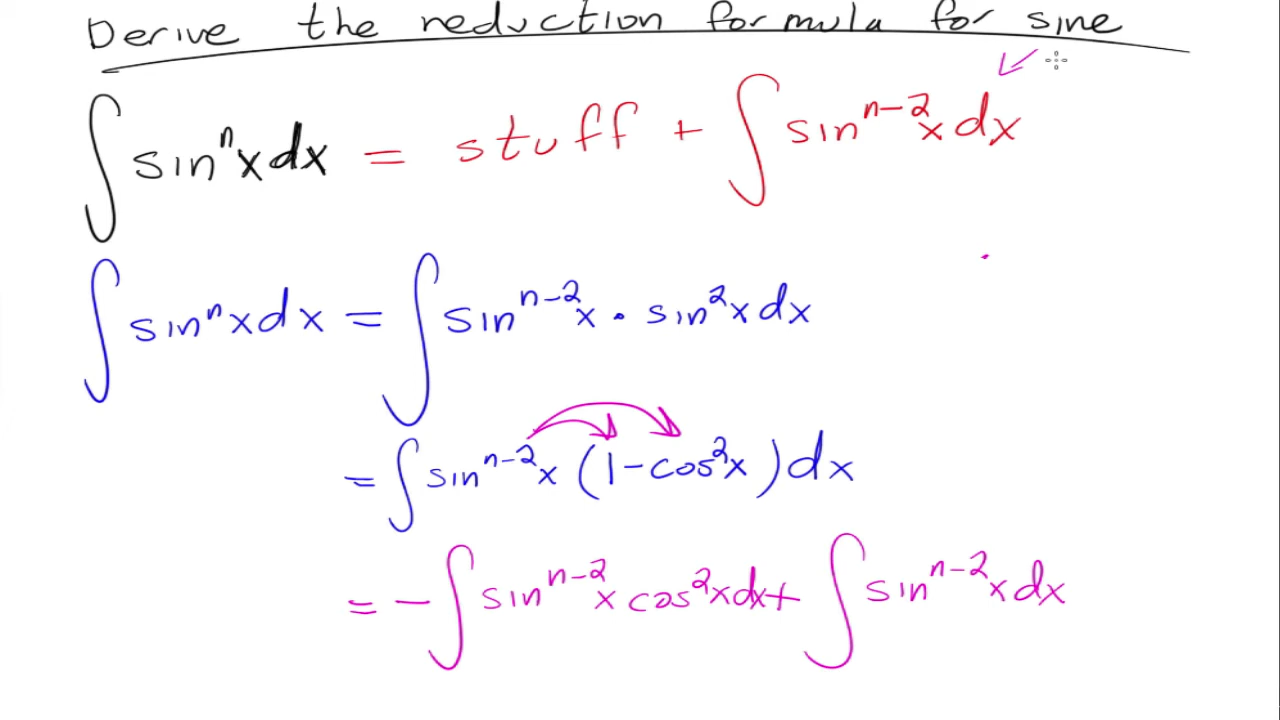 Derive the reduction formula for sine
∫ sinⁿx dx = stuff + ∫ sinⁿ⁻²x dx
∫ sinⁿx dx = ∫ sinⁿ⁻²x · sin²x dx
= ∫ sinⁿ⁻²x (1 - cos²x) dx
= - ∫ sinⁿ⁻²x cos²x dx + ∫ sinⁿ⁻²x dx